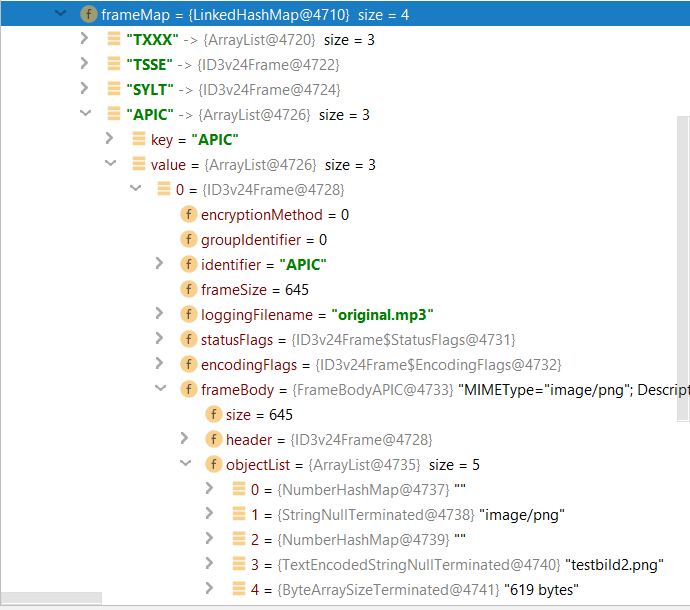 f frameMap = {LinkedHashMap@4710} size = 4
"TXXX" -> {ArrayList@4720} size = 3
"TSSE" -> {ID3v24Frame@4722}
"SYLT" -> {ID3v24Frame@4724}
"APIC" -> {ArrayList@4726} size = 3
key = "APIC"
value = {ArrayList@4726} size = 3
0 = {ID3v24Frame@4728}
f encryptionMethod = 0
f groupIdentifier = 0
f identifier = "APIC"
f frameSize = 645
f loggingFilename = "original.mp3"
f statusFlags = {ID3v24Frame$StatusFlags@4731}
f encodingFlags = {ID3v24Frame$EncodingFlags@4732}
f frameBody = {FrameBodyAPIC@4733} "MIMEType="image/png"; Descript
f size = 645
f header = {ID3v24Frame@4728}
f objectList = {ArrayList@4735} size = 5
0 = {NumberHashMap@4737} ""
1 = {StringNullTerminated@4738} "image/png"
2 = {NumberHashMap@4739} ""
3 = {TextEncodedStringNullTerminated@4740} "testbild2.png"
4 = {ByteArraySizeTerminated@4741} "619 bytes"